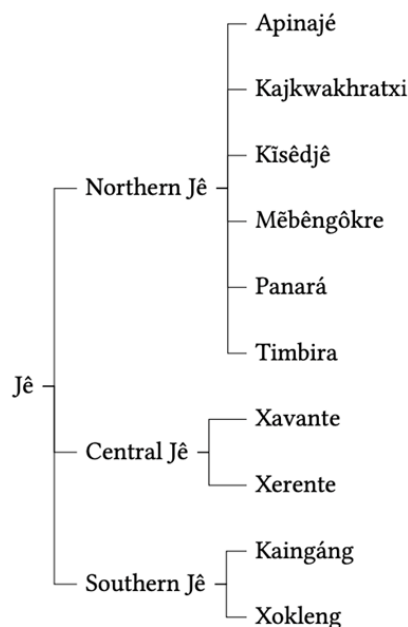 Apinajé
Kajkwakhratxi
Kĩsêdjê
Northern Jê
Mẽbêngôkre
Panará
Timbira
Jê
Xavante
Central Jê
Xerente
Kaingáng
Southern Jê
Xokleng